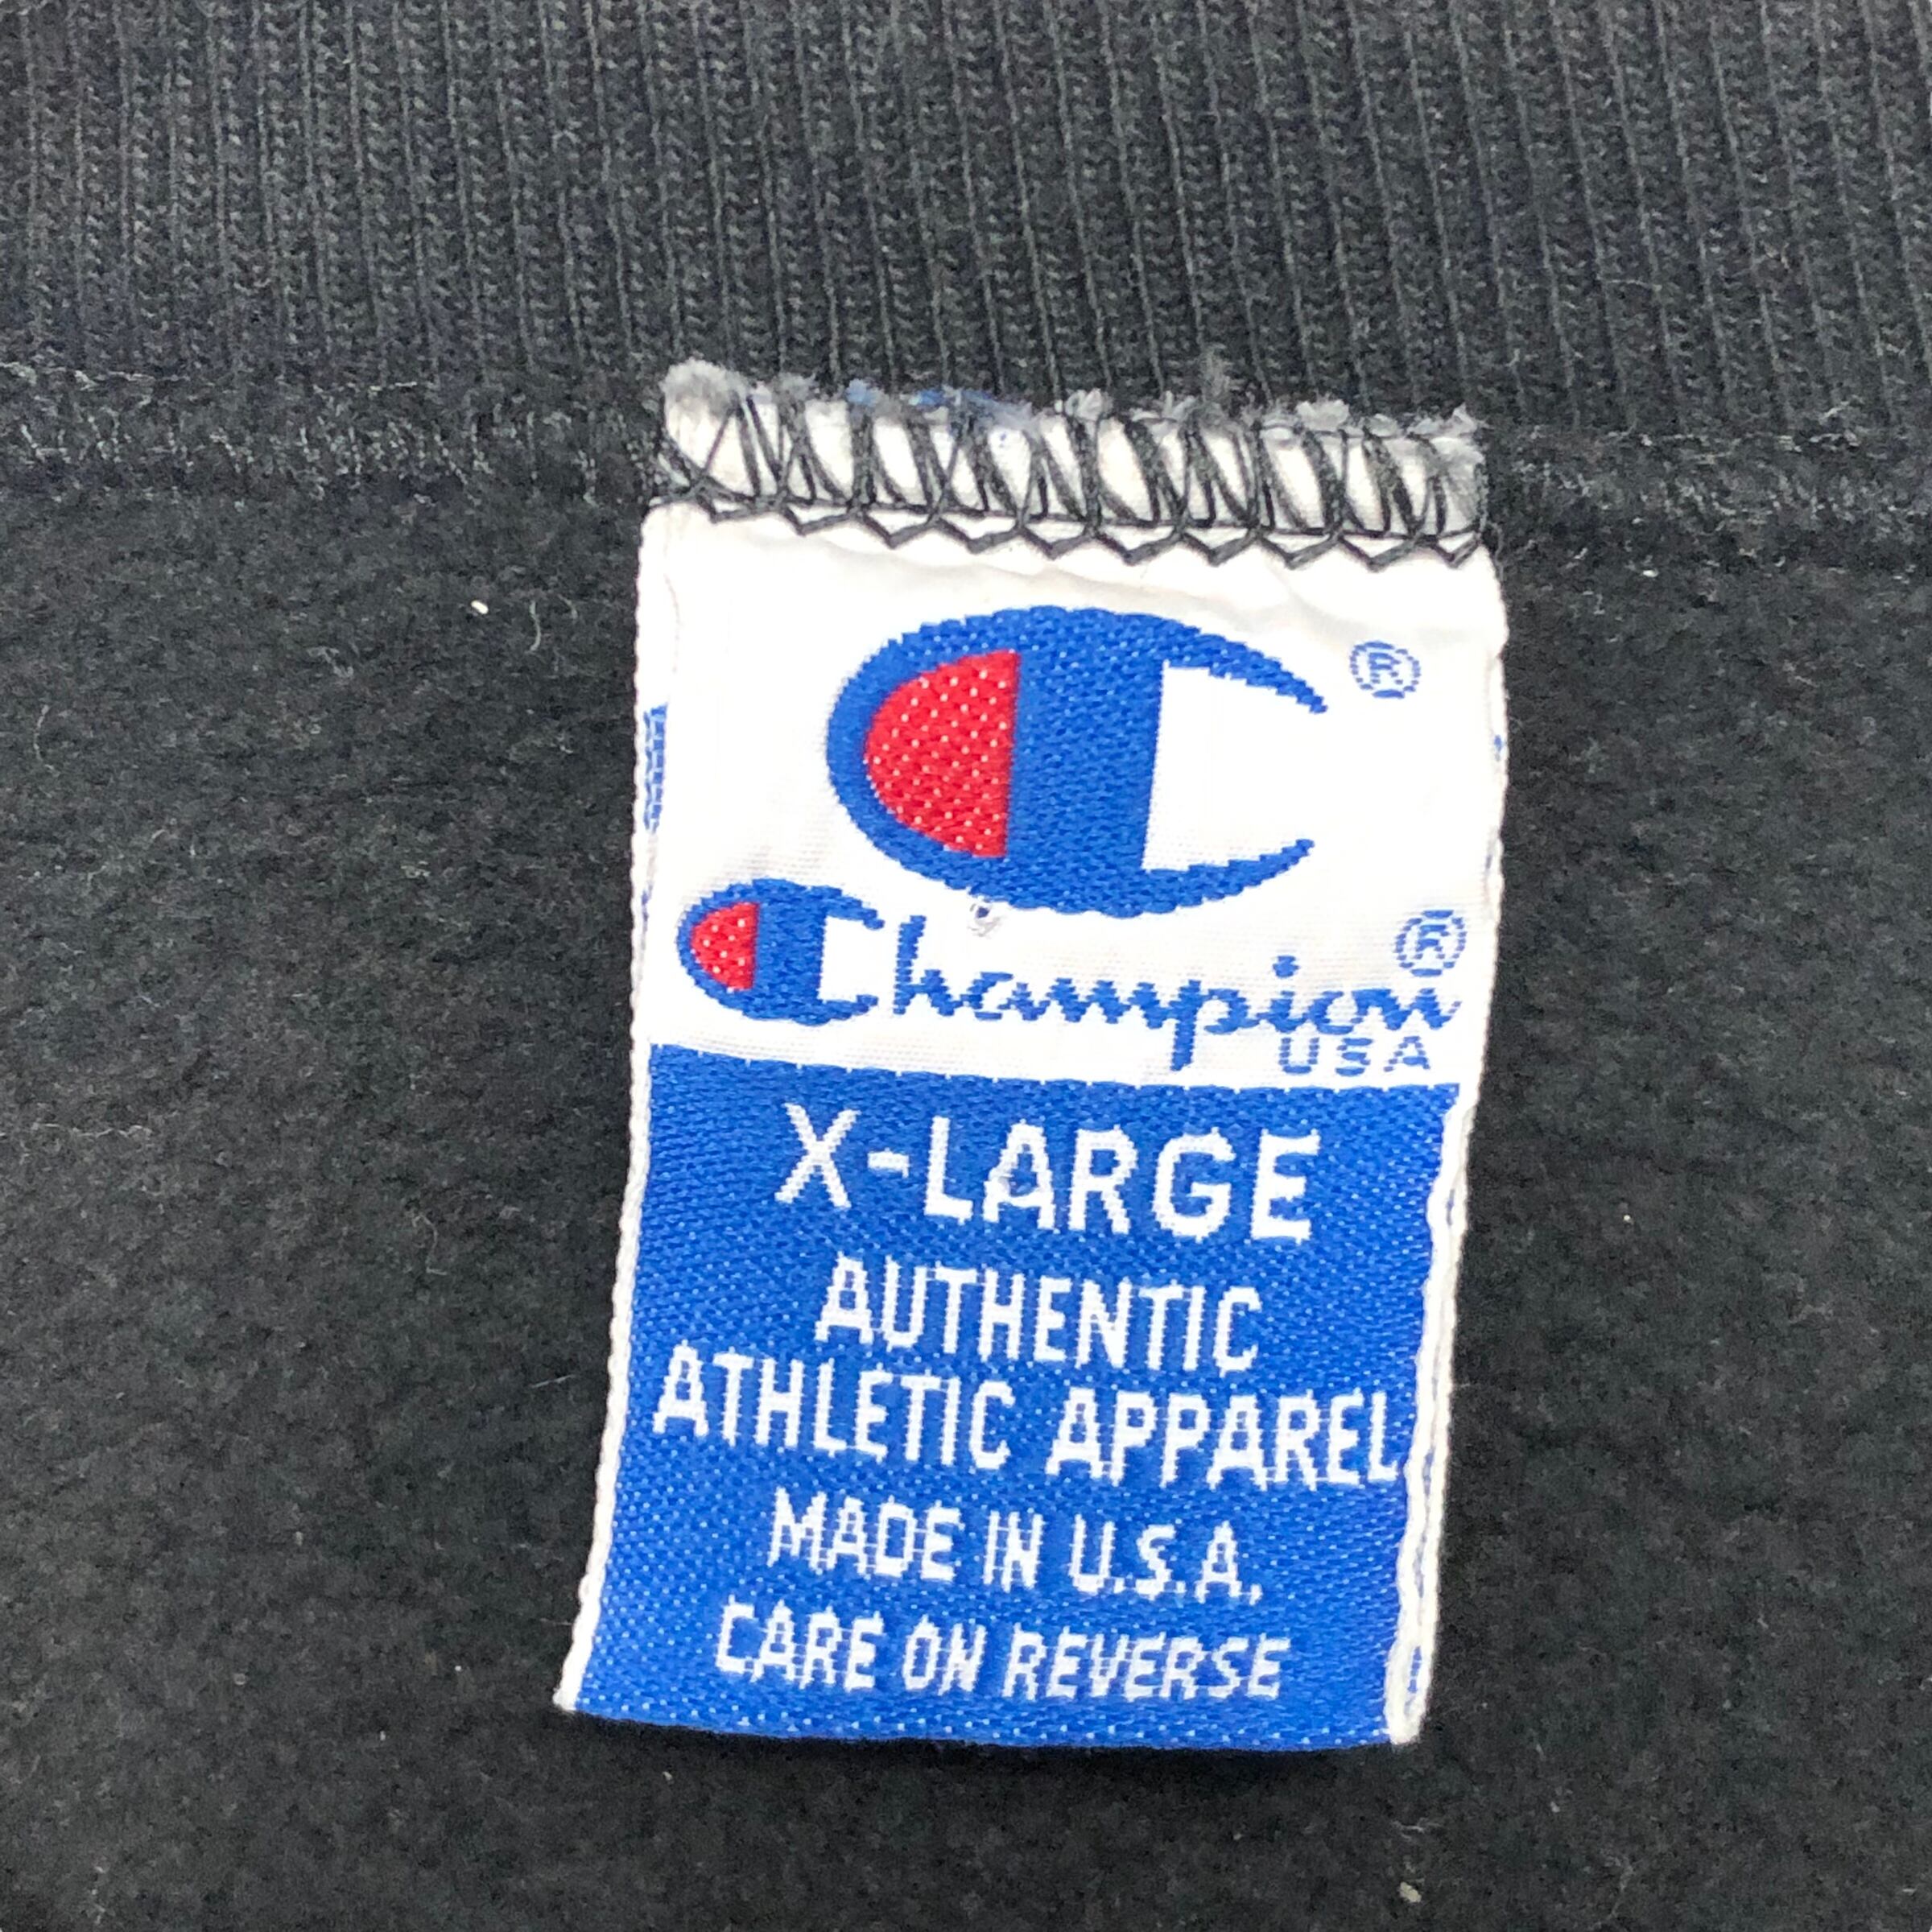 ®
Champion®
USA
X-LARGE
AUTHENTIC
ATHLETIC APPAREL
MADE IN U.S.A.
CARE ON REVERSE